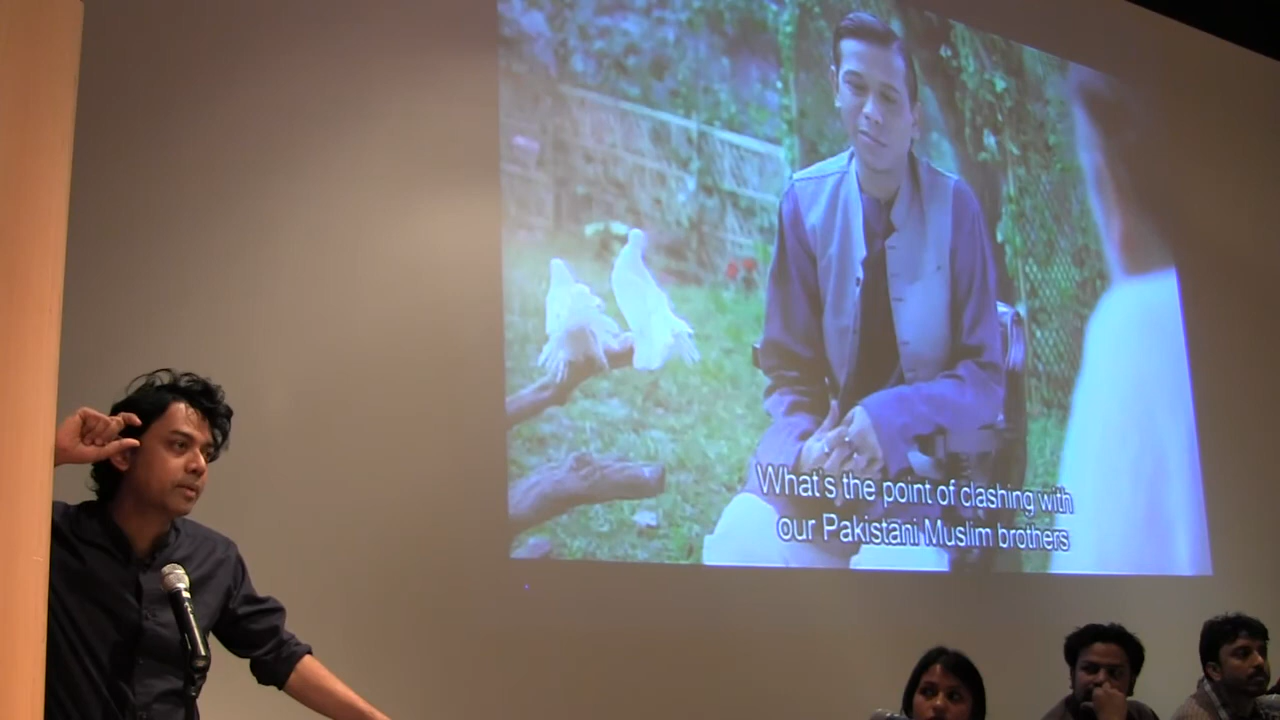 What's the point of clashing with
our Pakistani Muslim brothers